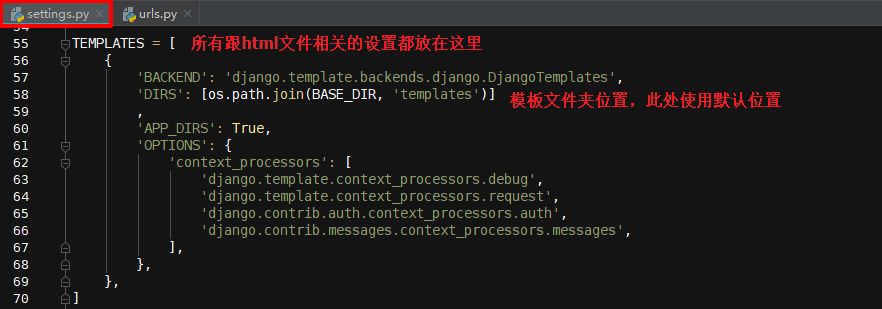 settings.py × urls.py ×
55 TEMPLATES = [ 所有跟html文件相关的设置都放在这里
56 {
57 'BACKEND': 'django.template.backends.django.DjangoTemplates',
58 'DIRS': [os.path.join(BASE_DIR, 'templates')] 模板文件夹位置，此处使用默认位置
59 ,
60 'APP_DIRS': True,
61 'OPTIONS': {
62 'context_processors': [
63 'django.template.context_processors.debug',
64 'django.template.context_processors.request',
65 'django.contrib.auth.context_processors.auth',
66 'django.contrib.messages.context_processors.messages',
67 ],
68 },
69 },
70 ]